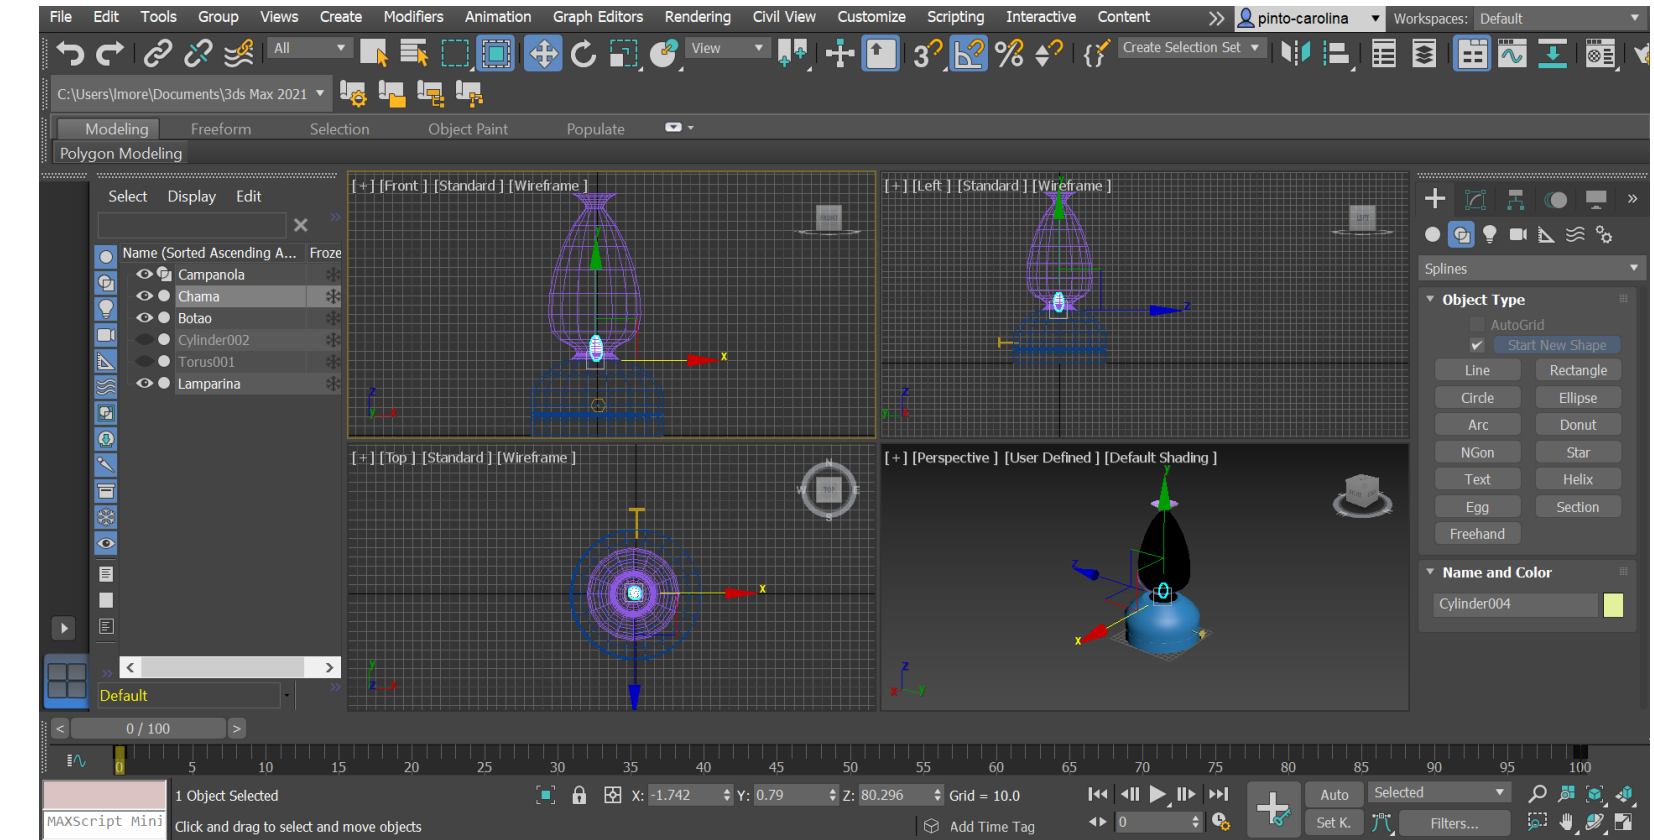 File Edit Tools Group Views Create Modifiers Animation Graph Editors Rendering Civil View Customize Scripting Interactive Content pinto-carolina Workspaces: Default
All View Create Selection Set
C:\Users\lmore\Documents\3ds Max 2021
Modeling Freeform Selection Object Paint Populate
Polygon Modeling
Select Display Edit
Name (Sorted Ascending A... Froze
Campanola
Chama
Botao
Cylinder002
Torus001
Lamparina
Default
[+] [Front ] [Standard ] [Wireframe ]
FRONT
y
x
z
y x
[+] [Left ] [Standard ] [Wireframe ]
LEFT
z
z
y
[+] [Top ] [Standard ] [Wireframe ]
N
W TOP E
S
x
y
z
[+] [Perspective ] [User Defined ] [Default Shading ]
y
z
x
z
x y
Splines
Object Type
AutoGrid
Start New Shape
Line Rectangle
Circle Ellipse
Arc Donut
NGon Star
Text Helix
Egg Section
Freehand
Name and Color
Cylinder004
< 0 / 100 >
0 5 10 15 20 25 30 35 40 45 50 55 60 65 70 75 80 85 90 95 100
1 Object Selected X: -1.742 Y: 0.79 Z: 80.296 Grid = 10.0 Auto Selected
MAXScript Mini Click and drag to select and move objects Add Time Tag 0 Set K. Filters...